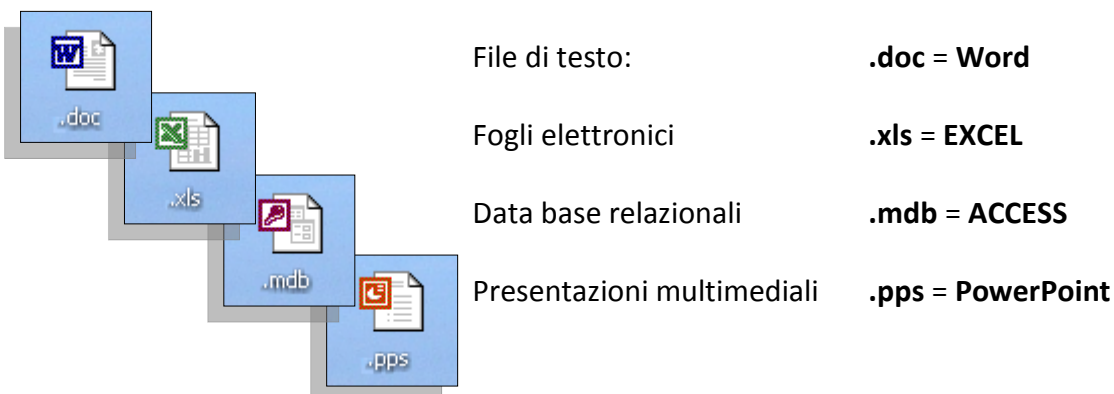 .doc
.xls
.mdb
.pps
File di testo: .doc = Word
Fogli elettronici .xls = EXCEL
Data base relazionali .mdb = ACCESS
Presentazioni multimediali .pps = PowerPoint